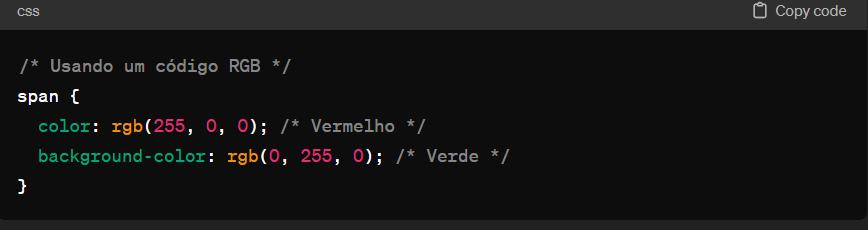 css Copy code
/* Usando um código RGB */
span {
  color: rgb(255, 0, 0); /* Vermelho */
  background-color: rgb(0, 255, 0); /* Verde */
}